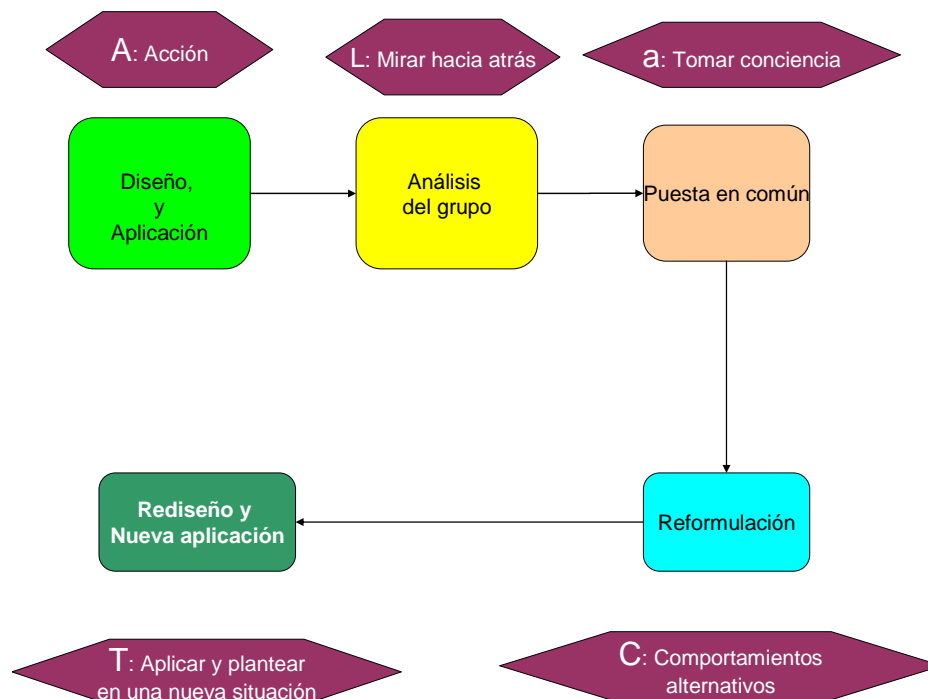 A: Acción
L: Mirar hacia atrás
a: Tomar conciencia
Diseño,
y
Aplicación
Análisis
del grupo
Puesta en común
Rediseño y
Nueva aplicación
Reformulación
T: Aplicar y plantear
en una nueva situación
C: Comportamientos
alternativos